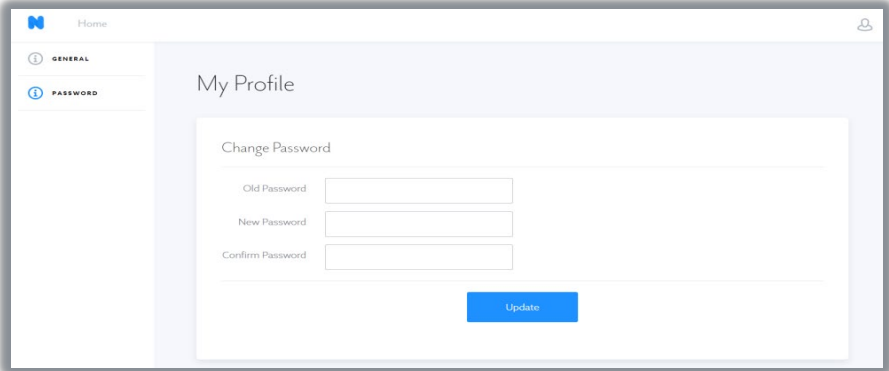 Home
GENERAL
PASSWORD
My Profile
Change Password
Old Password
New Password
Confirm Password
Update